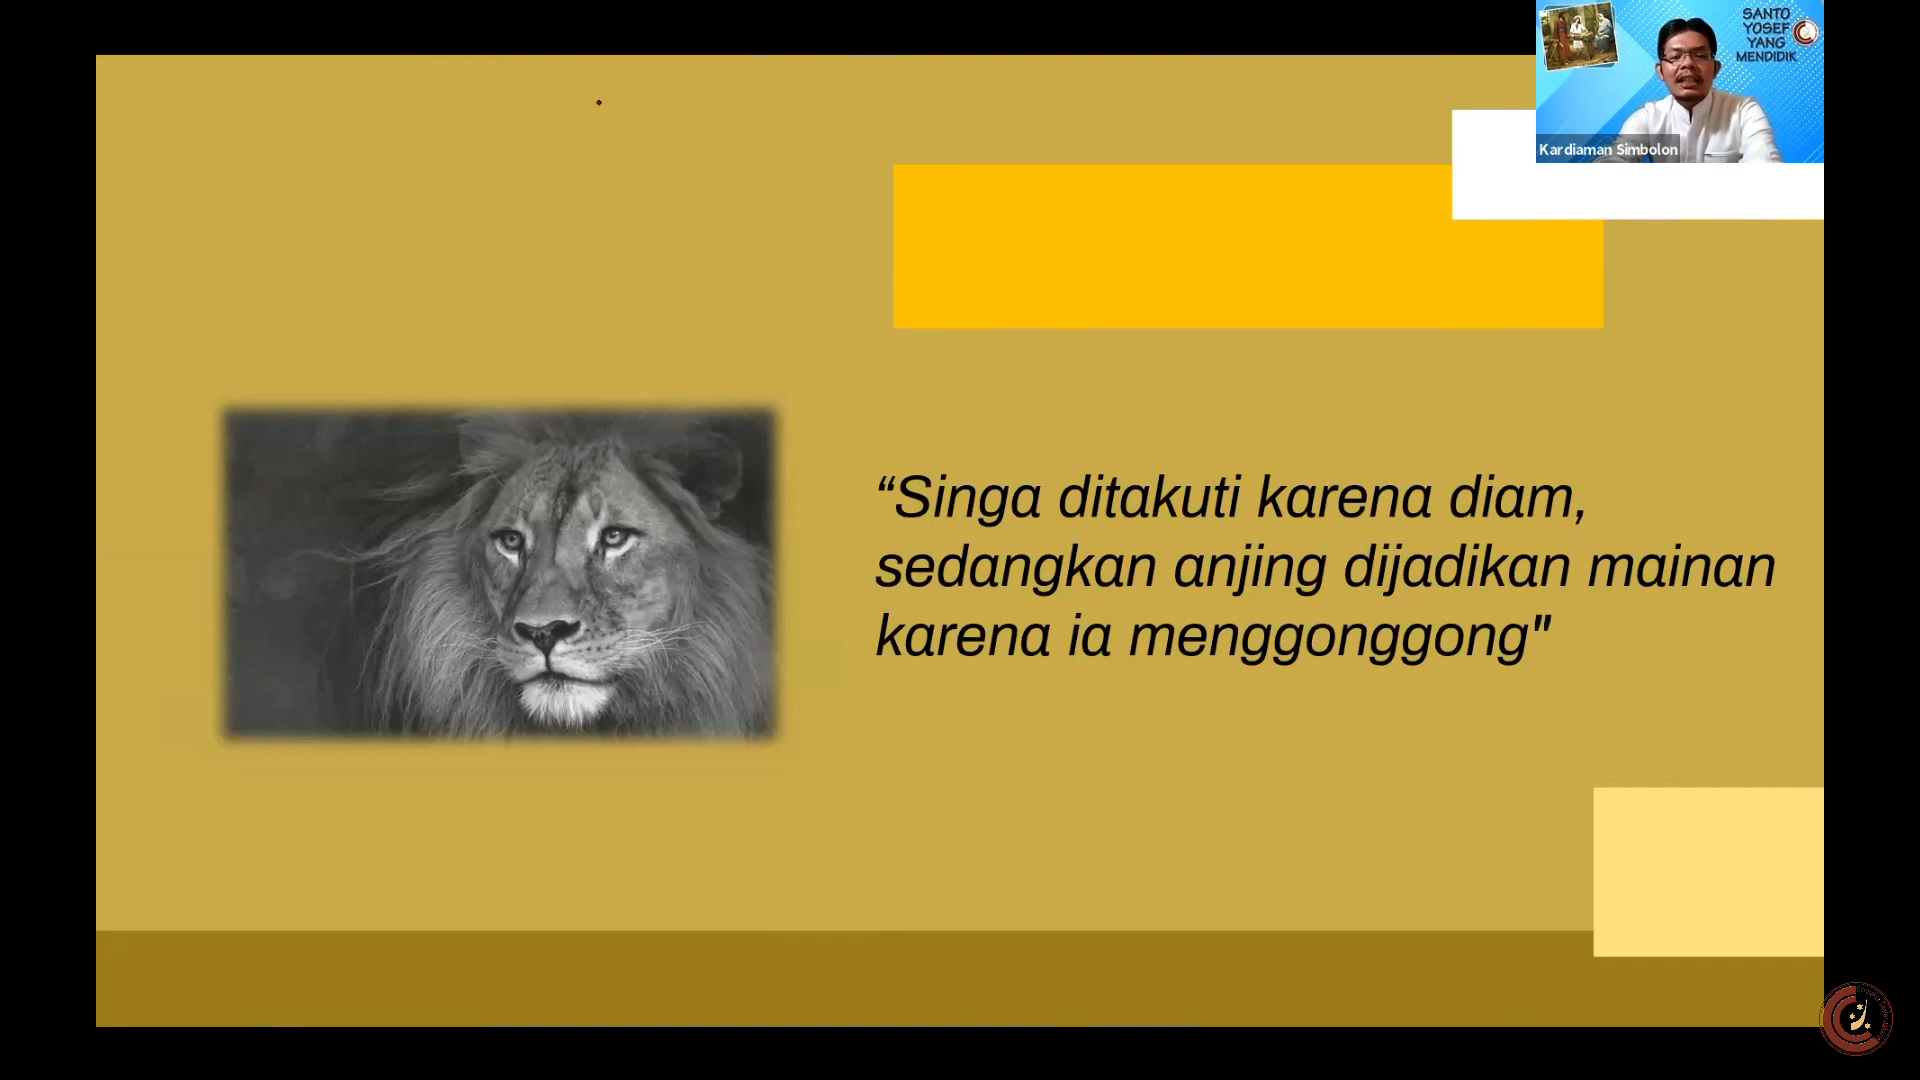 SANTO
YOSEF
YANG
MENDIDIK
Kardiaman Simbolon
“Singa ditakuti karena diam,
sedangkan anjing dijadikan mainan
karena ia menggonggong"